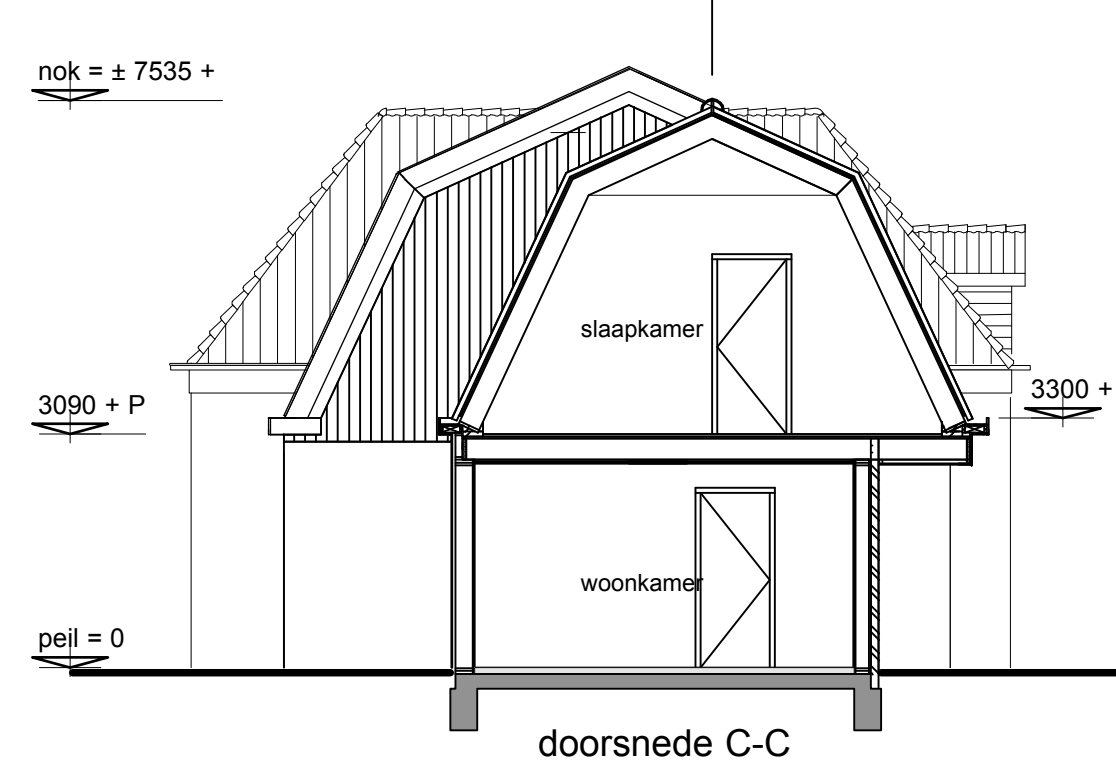 nok = ± 7535 +
slaapkamer
3090 + P
3300 +
woonkamer
peil = 0
doorsnede C-C